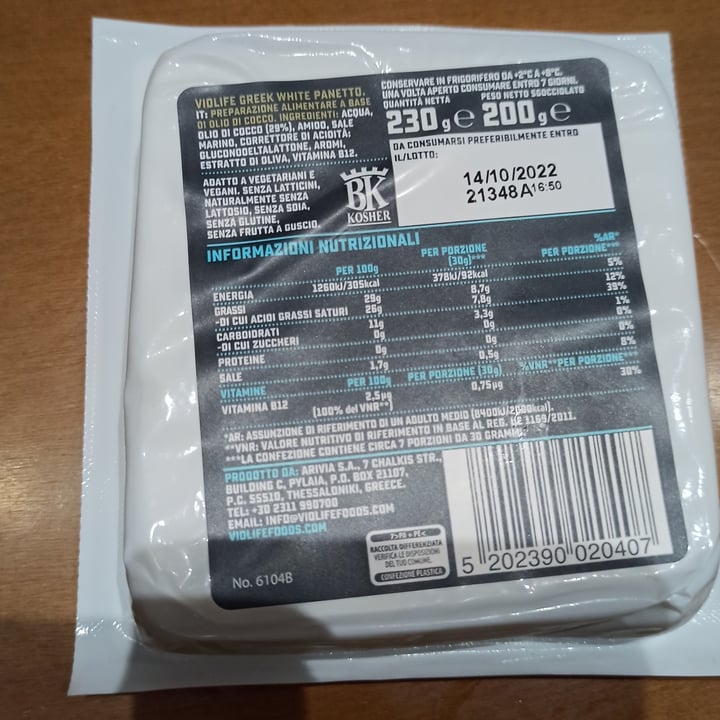 VIOLIFE GREEK WHITE PANETTO.
IT: PREPARAZIONE ALIMENTARE A BASE
DI OLIO DI COCCO. INGREDIENTI: ACQUA,
OLIO DI COCCO (29%), AMIDO, SALE
MARINO, CORRETTORE DI ACIDITÀ:
GLUCONODELTALATTONE, AROMI,
ESTRATTO DI OLIVA, VITAMINA B12.
ADATTO A VEGETARIANI E
VEGANI. SENZA LATTICINI,
NATURALMENTE SENZA
LATTOSIO, SENZA SOIA,
SENZA GLUTINE,
SENZA FRUTTA A GUSCIO.
BK
KOSHER
CONSERVARE IN FRIGORIFERO DA +2°C A +8°C.
UNA VOLTA APERTO CONSUMARE ENTRO 7 GIORNI.
QUANTITÀ NETTA PESO NETTO SGOCCIOLATO
230 g e 200 g e
DA CONSUMARSI PREFERIBILMENTE ENTRO
IL/LOTTO:
14/10/2022
21348A16:50
INFORMAZIONI NUTRIZIONALI
PER 100g PER PORZIONE (30g)*** %AR* PER PORZIONE***
ENERGIA 1260kJ/305kcal 378kJ/92kcal 5%
GRASSI 29g 8,7g 12%
-DI CUI ACIDI GRASSI SATURI 26g 7,8g 39%
CARBOIDRATI 11g 3,3g 1%
-DI CUI ZUCCHERI 0g 0g 0%
PROTEINE 0g 0g 0%
SALE 1,7g 0,5g 8%
VITAMINE PER 100g PER PORZIONE (30g) %VNR**PER PORZIONE***
VITAMINA B12 2,5µg 0,75µg 30%
(100% del VNR**)
*AR: ASSUNZIONE DI RIFERIMENTO DI UN ADULTO MEDIO (8400kJ/2000kcal).
**VNR: VALORE NUTRITIVO DI RIFERIMENTO IN BASE AL REG. UE 1169/2011.
***LA CONFEZIONE CONTIENE CIRCA 7 PORZIONI DA 30 GRAMMI.
PRODOTTO DA: ARIVIA S.A., 7 CHALKIS STR.,
BUILDING C, PYLAIA, P.O. BOX 21107,
P.C. 55510, THESSALONIKI, GREECE.
TEL: +30 2311 990700
EMAIL: INFO@VIOLIFEFOODS.COM
VIOLIFEFOODS.COM
No. 6104B
7>PA + PE<
RACCOLTA DIFFERENZIATA
VERIFICA LE DISPOSIZIONI
DEL TUO COMUNE.
CONFEZIONE PLASTICA
5 202390 020407